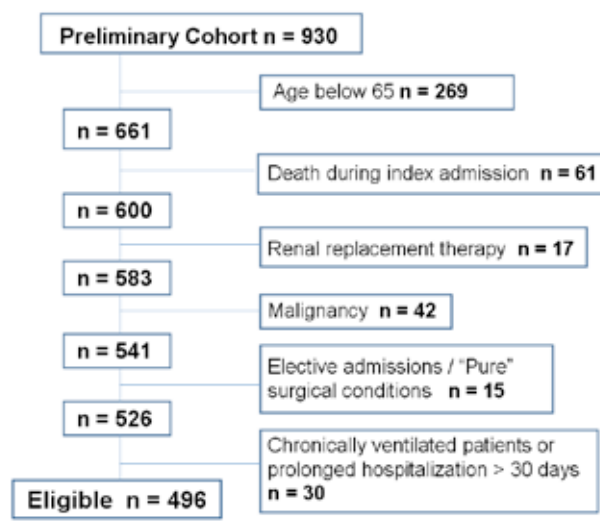 Preliminary Cohort n = 930
Age below 65 n = 269
n = 661
Death during index admission n = 61
n = 600
Renal replacement therapy n = 17
n = 583
Malignancy n = 42
n = 541
Elective admissions / “Pure”
surgical conditions n = 15
n = 526
Chronically ventilated patients or
prolonged hospitalization > 30 days
n = 30
Eligible n = 496